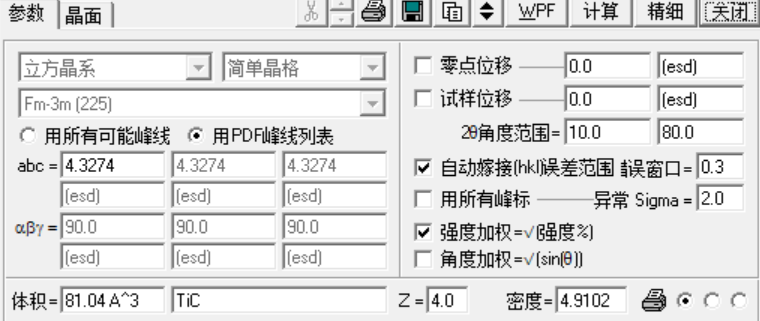 参数 晶面 WPF 计算 精细 关闭
立方晶系 简单晶格 零点位移 0.0 (esd)
Fm-3m (225) 试样位移 0.0 (esd)
用所有可能峰线 用PDF峰线列表 2θ角度范围= 10.0 80.0
abc = 4.3274 4.3274 4.3274 自动嫁接(hkl)误差范围 错误窗口= 0.3
(esd) (esd) (esd) 用所有峰标 异常 Sigma = 2.0
αβγ = 90.0 90.0 90.0 强度加权=√(强度%)
(esd) (esd) (esd) 角度加权=√(sin(θ))
体积= 81.04 A^3 TiC Z = 4.0 密度= 4.9102